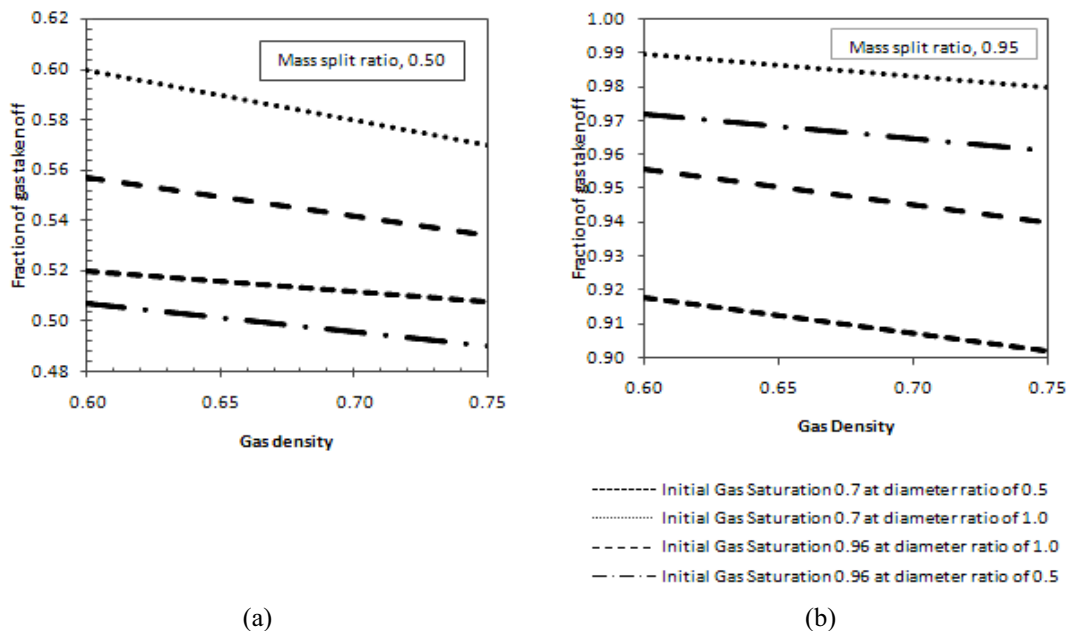 0.62
Mass split ratio, 0.50
0.60
0.58
0.56
0.54
0.52
0.50
0.48
Fraction of gas taken off
0.60 0.65 0.70 0.75
Gas density
(a)
1.00
Mass split ratio, 0.95
0.99
0.98
0.97
0.96
0.95
0.94
0.93
0.92
0.91
0.90
Fraction of gas taken off
0.60 0.65 0.70 0.75
Gas Density
Initial Gas Saturation 0.7 at diameter ratio of 0.5
Initial Gas Saturation 0.7 at diameter ratio of 1.0
Initial Gas Saturation 0.96 at diameter ratio of 1.0
Initial Gas Saturation 0.96 at diameter ratio of 0.5
(b)